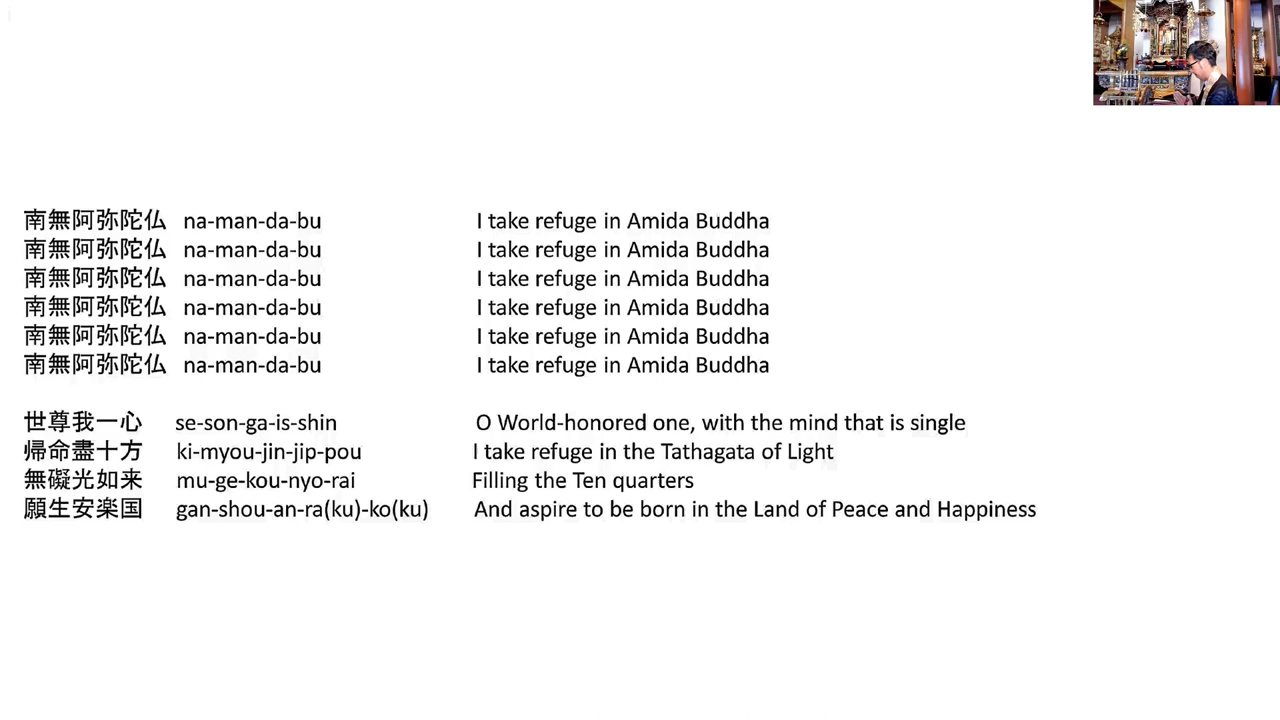 南無阿弥陀仏 na-man-da-bu I take refuge in Amida Buddha
南無阿弥陀仏 na-man-da-bu I take refuge in Amida Buddha
南無阿弥陀仏 na-man-da-bu I take refuge in Amida Buddha
南無阿弥陀仏 na-man-da-bu I take refuge in Amida Buddha
南無阿弥陀仏 na-man-da-bu I take refuge in Amida Buddha
南無阿弥陀仏 na-man-da-bu I take refuge in Amida Buddha
世尊我一心 se-son-ga-is-shin O World-honored one, with the mind that is single
帰命盡十方 ki-myou-jin-jip-pou I take refuge in the Tathagata of Light
無礙光如来 mu-ge-kou-nyo-rai Filling the Ten quarters
願生安楽国 gan-shou-an-ra(ku)-ko(ku) And aspire to be born in the Land of Peace and Happiness